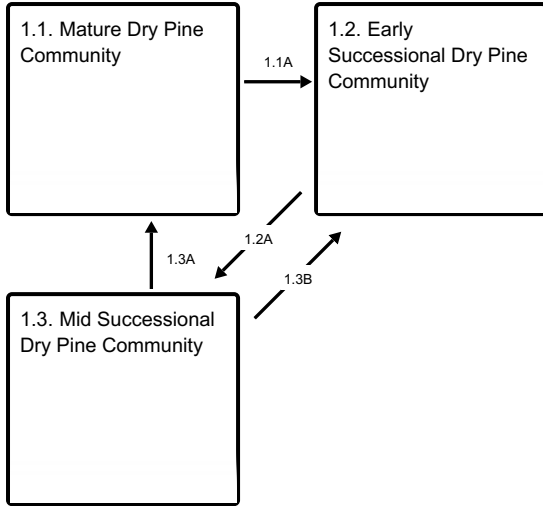 1.1. Mature Dry Pine
Community
1.1A
1.2. Early
Successional Dry Pine
Community
1.2A
1.3A
1.3B
1.3. Mid Successional
Dry Pine Community